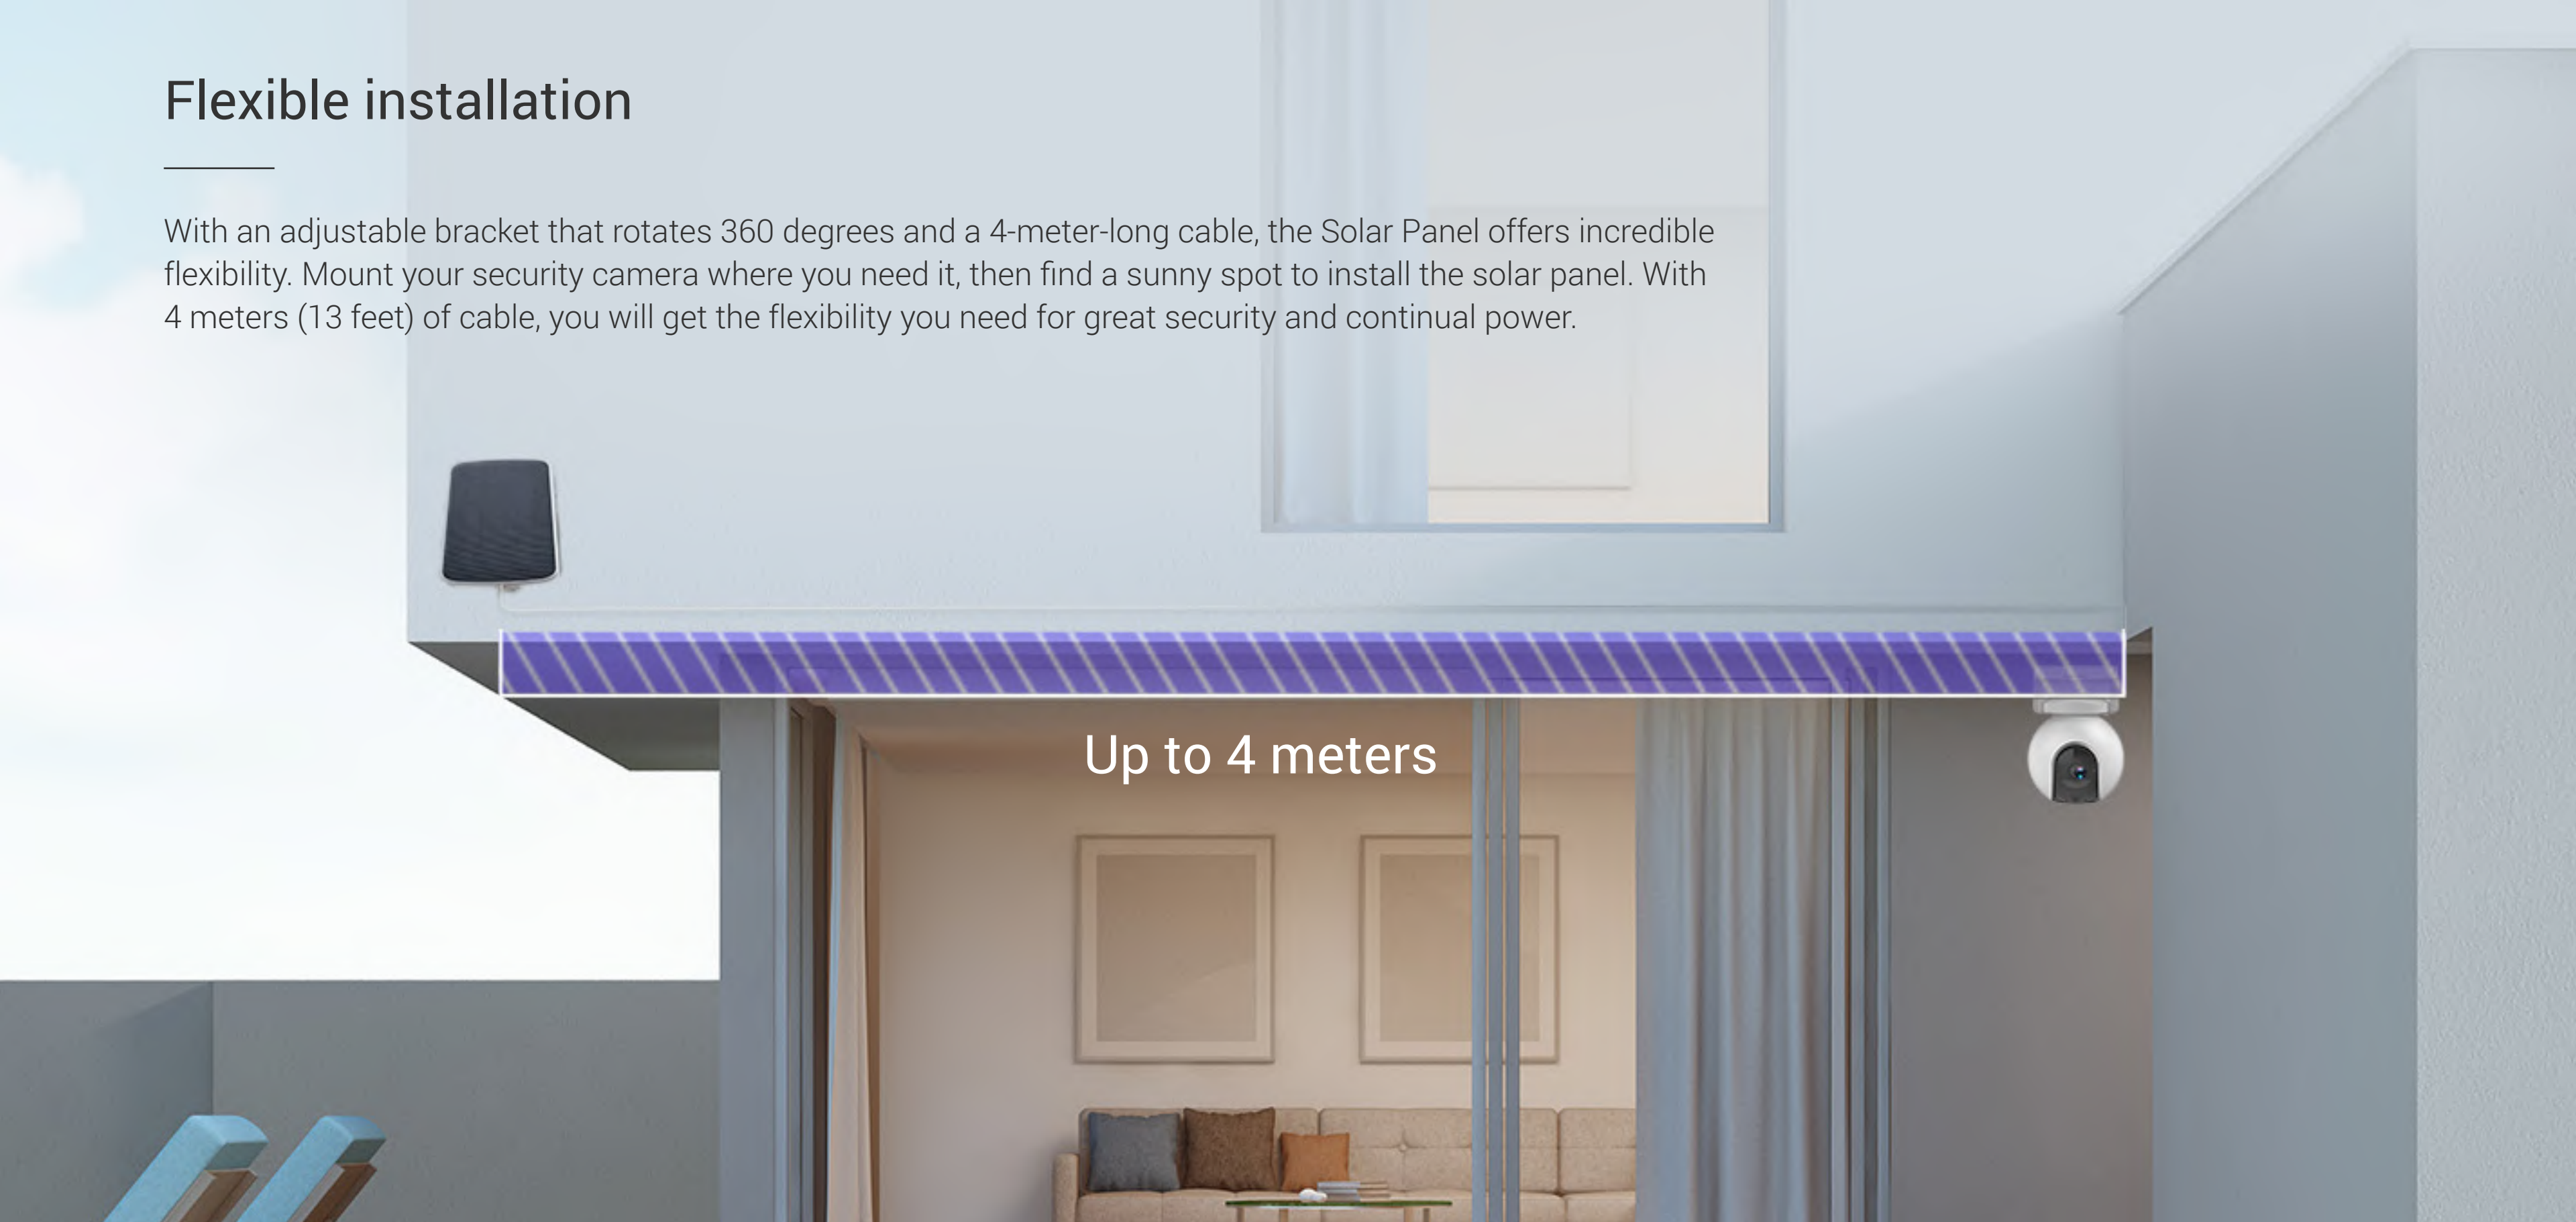 Flexible installation
With an adjustable bracket that rotates 360 degrees and a 4-meter-long cable, the Solar Panel offers incredible
flexibility. Mount your security camera where you need it, then find a sunny spot to install the solar panel. With
4 meters (13 feet) of cable, you will get the flexibility you need for great security and continual power.
Up to 4 meters